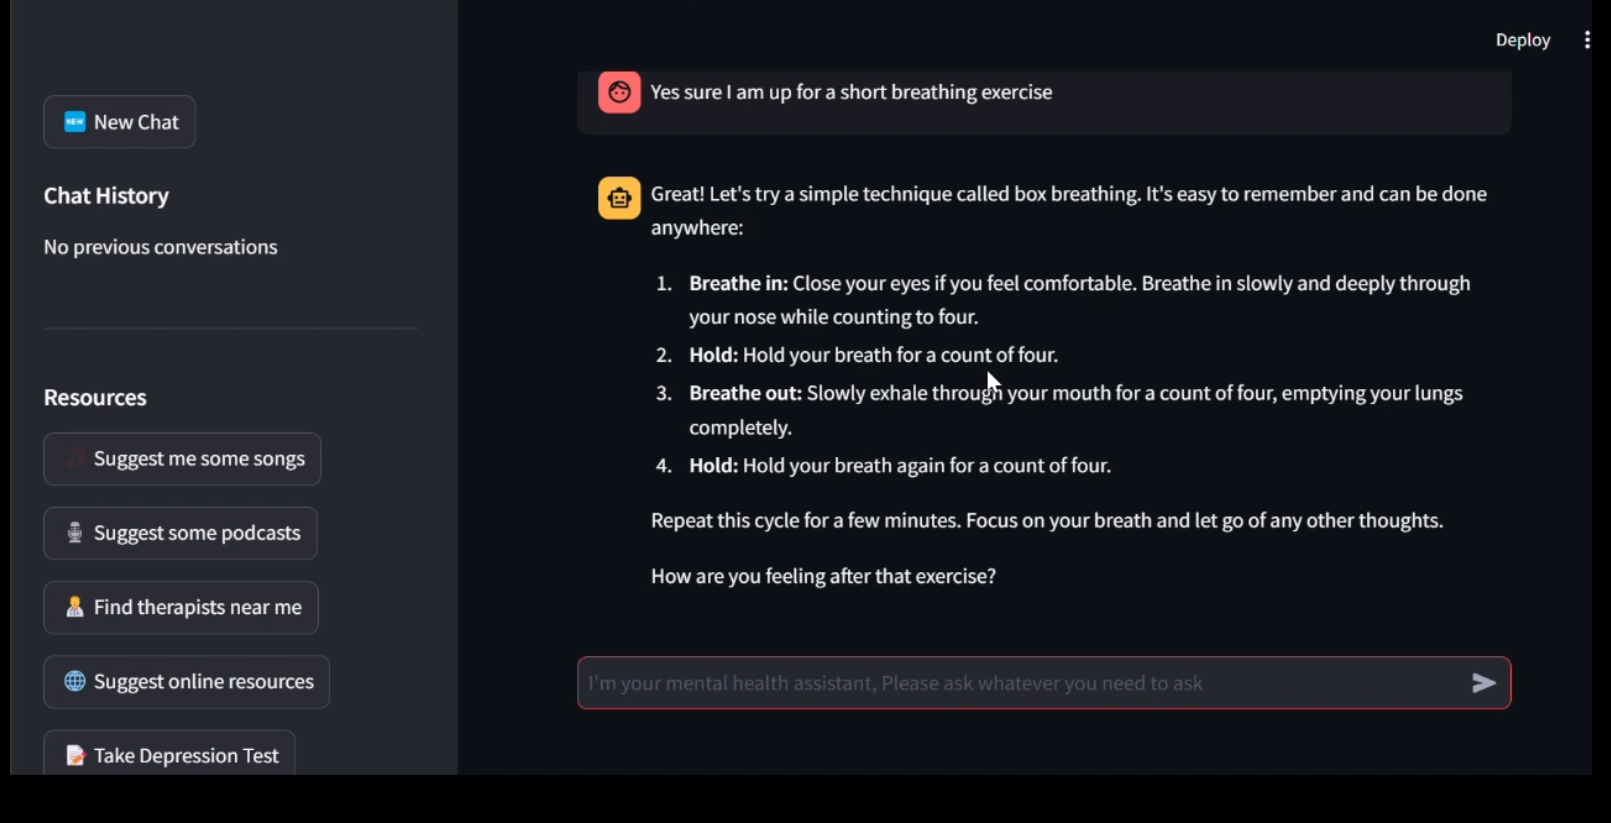 Deploy
NEW New Chat
Chat History
No previous conversations
Resources
Suggest me some songs
Suggest some podcasts
Find therapists near me
Suggest online resources
Take Depression Test
Yes sure I am up for a short breathing exercise
Great! Let's try a simple technique called box breathing. It's easy to remember and can be done
anywhere:
1. Breathe in: Close your eyes if you feel comfortable. Breathe in slowly and deeply through
your nose while counting to four.
2. Hold: Hold your breath for a count of four.
3. Breathe out: Slowly exhale through your mouth for a count of four, emptying your lungs
completely.
4. Hold: Hold your breath again for a count of four.
Repeat this cycle for a few minutes. Focus on your breath and let go of any other thoughts.
How are you feeling after that exercise?
I'm your mental health assistant, Please ask whatever you need to ask